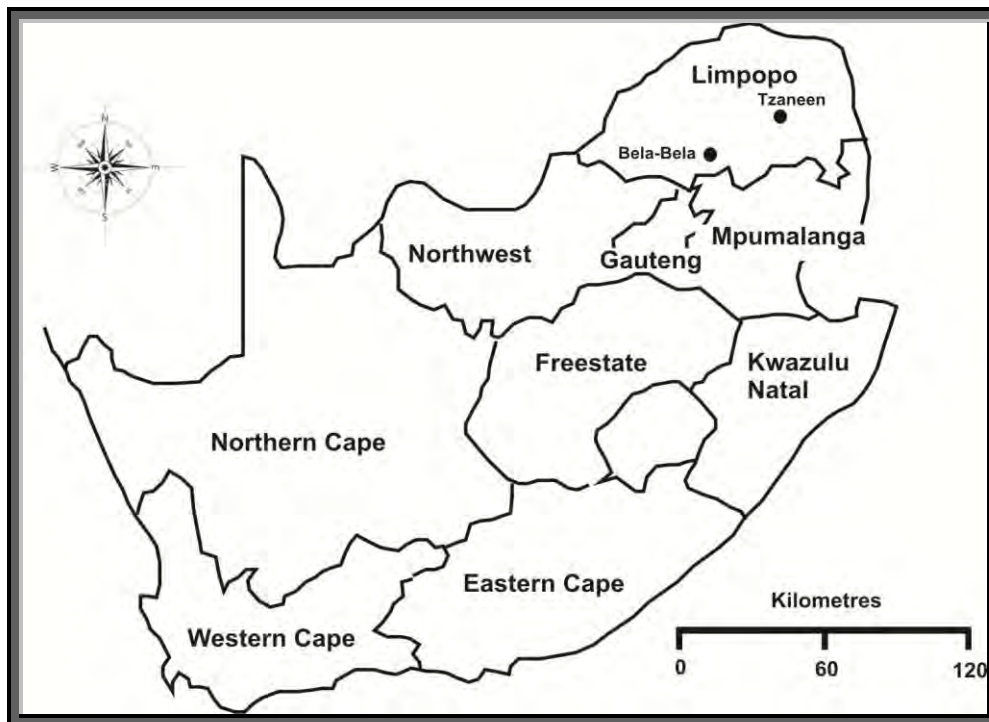 Limpopo
Tzaneen
Bela-Bela
N
W
E
S
Northwest
Gauteng
Mpumalanga
Freestate
Kwazulu
Natal
Northern Cape
Eastern Cape
Western Cape
Kilometres
0 60 120